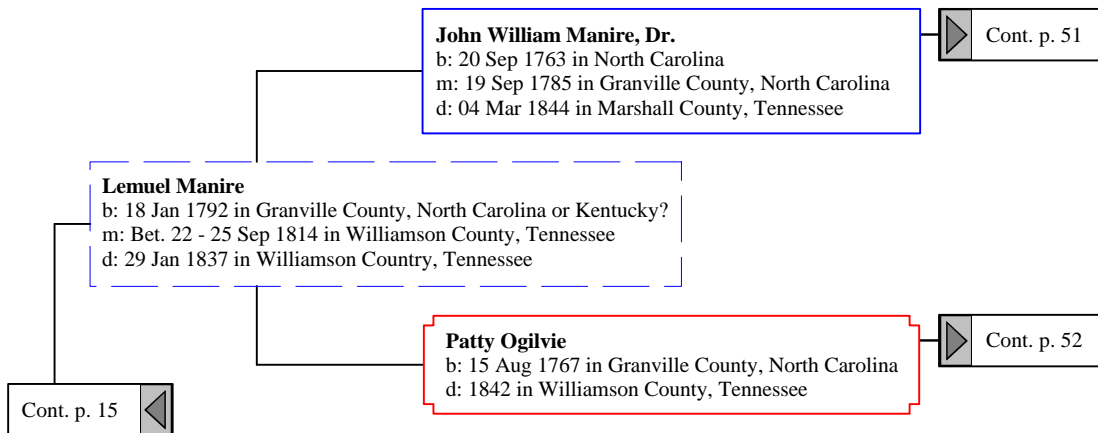 John William Manire, Dr.
b: 20 Sep 1763 in North Carolina
m: 19 Sep 1785 in Granville County, North Carolina
d: 04 Mar 1844 in Marshall County, Tennessee
Cont. p. 51
Lemuel Manire
b: 18 Jan 1792 in Granville County, North Carolina or Kentucky?
m: Bet. 22 - 25 Sep 1814 in Williamson County, Tennessee
d: 29 Jan 1837 in Williamson Country, Tennessee
Patty Ogilvie
b: 15 Aug 1767 in Granville County, North Carolina
d: 1842 in Williamson County, Tennessee
Cont. p. 52
Cont. p. 15